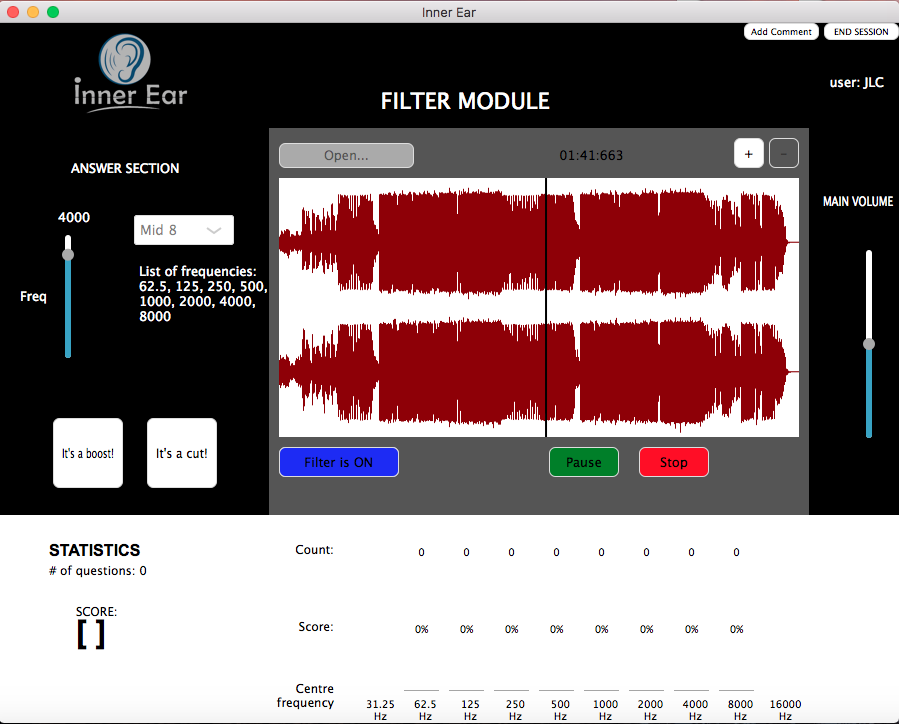 Inner Ear
Add Comment
END SESSION
inner Ear
user: JLC
FILTER MODULE
ANSWER SECTION
Open...
01:41:663
+
-
MAIN VOLUME
4000
Mid 8
List of frequencies:
62.5, 125, 250, 500,
1000, 2000, 4000,
8000
Freq
It's a boost!
It's a cut!
Filter is ON
Pause
Stop
STATISTICS
# of questions: 0
SCORE:
[ ]
Count:
0 0 0 0 0 0 0 0
Score:
0% 0% 0% 0% 0% 0% 0% 0%
Centre
frequency
31.25 62.5 125 250 500 1000 2000 4000 8000 16000
Hz Hz Hz Hz Hz Hz Hz Hz Hz Hz